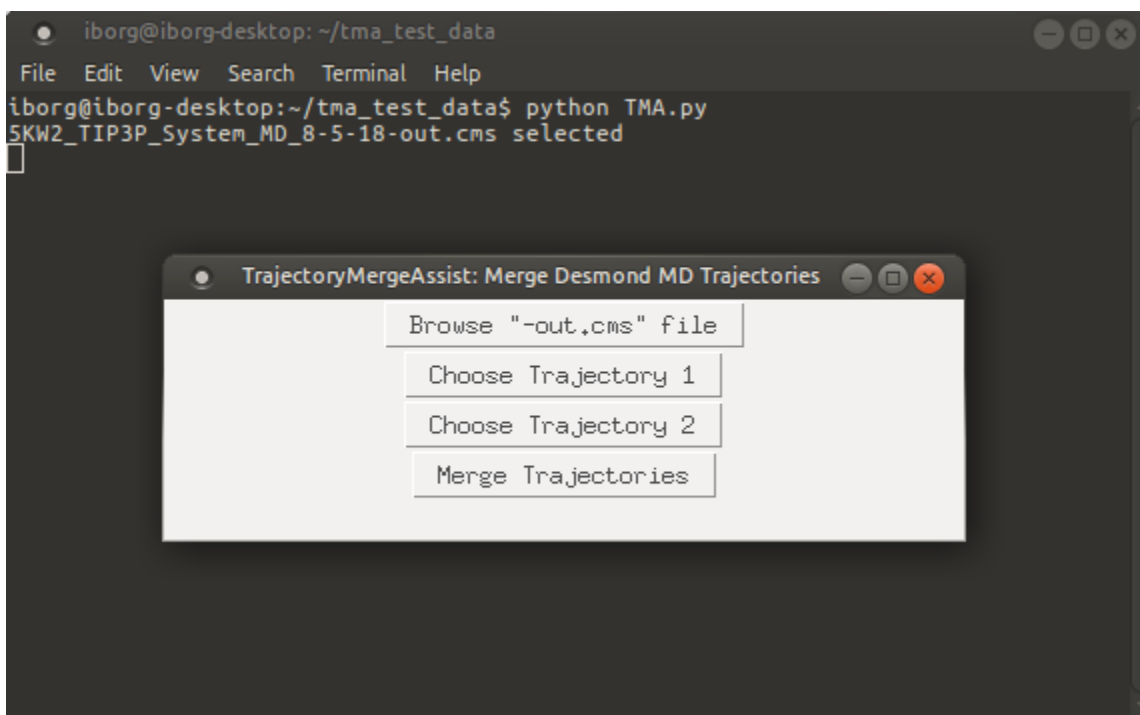 iborg@iborg-desktop: ~/tma_test_data
File Edit View Search Terminal Help
iborg@iborg-desktop:~/tma_test_data$ python TMA.py
5KW2_TIP3P_System_MD_8-5-18-out.cms selected
TrajectoryMergeAssist: Merge Desmond MD Trajectories
Browse "-out.cms" file
Choose Trajectory 1
Choose Trajectory 2
Merge Trajectories